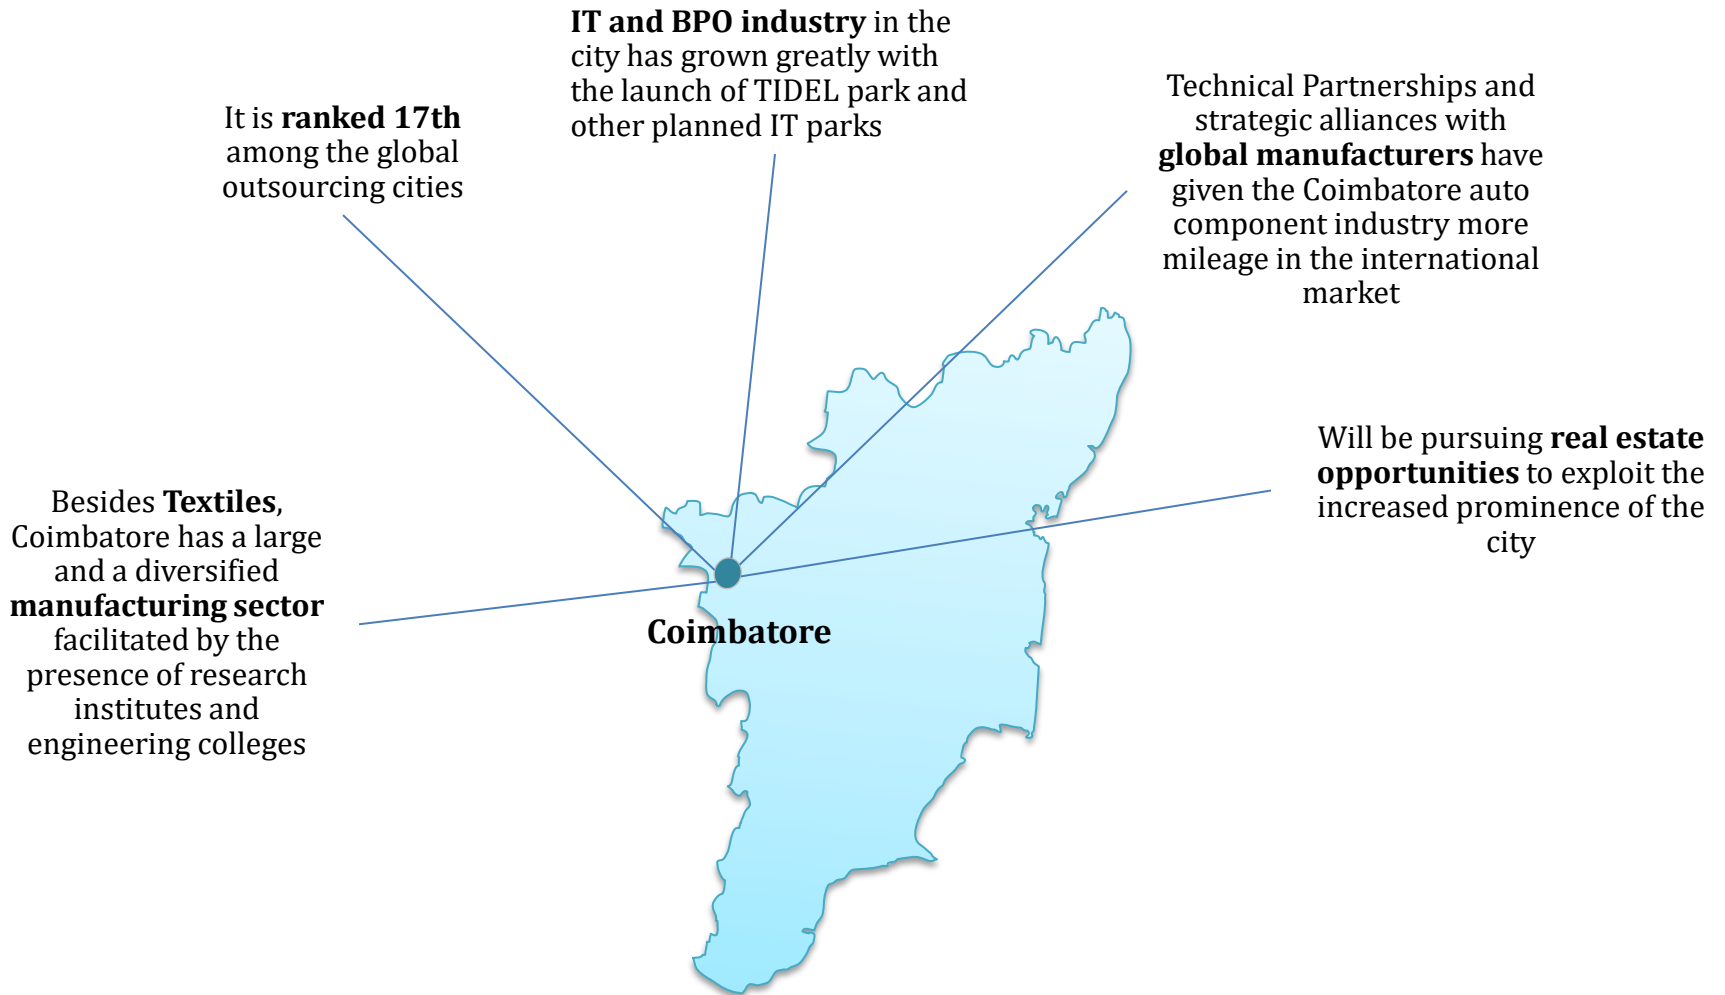 IT and BPO industry in the
city has grown greatly with
the launch of TIDEL park and
other planned IT parks
It is ranked 17th
among the global
outsourcing cities
Technical Partnerships and
strategic alliances with
global manufacturers have
given the Coimbatore auto
component industry more
mileage in the international
market
Will be pursuing real estate
opportunities to exploit the
increased prominence of the
city
Besides Textiles,
Coimbatore has a large
and a diversified
manufacturing sector
facilitated by the
presence of research
institutes and
engineering colleges
Coimbatore